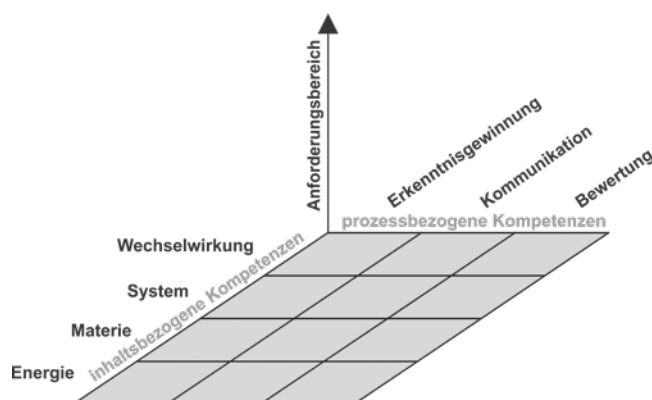 Anforderungsbereich
Erkenntnisgewinnung
Kommunikation
Bewertung
prozessbezogene Kompetenzen
Wechselwirkung
System
Materie
Energie
inhaltsbezogene Kompetenzen